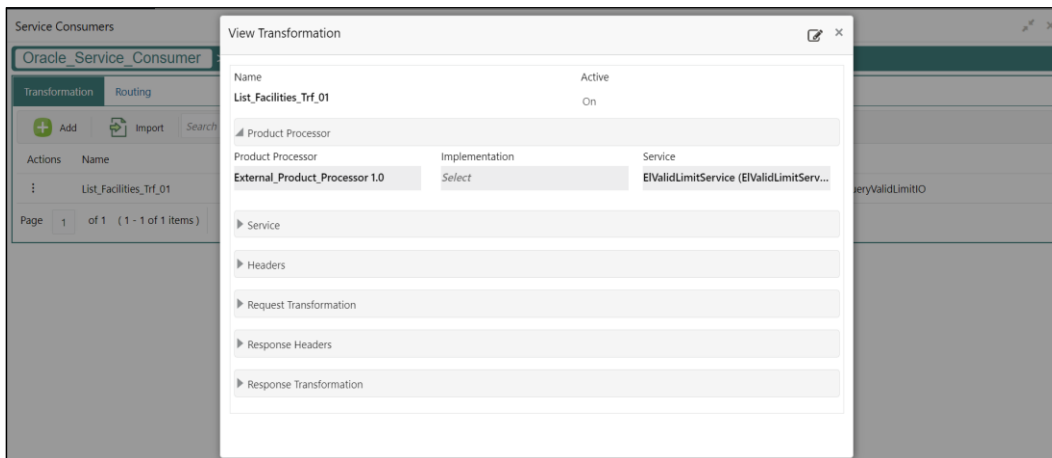 Service Consumers
View Transformation
Oracle_Service_Consumer
Transformation Routing
Add Import Search
Actions Name
List_Facilities_Trf_01
Page 1 of 1 ( 1 - 1 of 1 items )
Name Active
List_Facilities_Trf_01 On
Product Processor
Product Processor Implementation Service
External_Product_Processor 1.0 Select ElValidLimitService (ElValidLimitServ...
Service
Headers
Request Transformation
Response Headers
Response Transformation